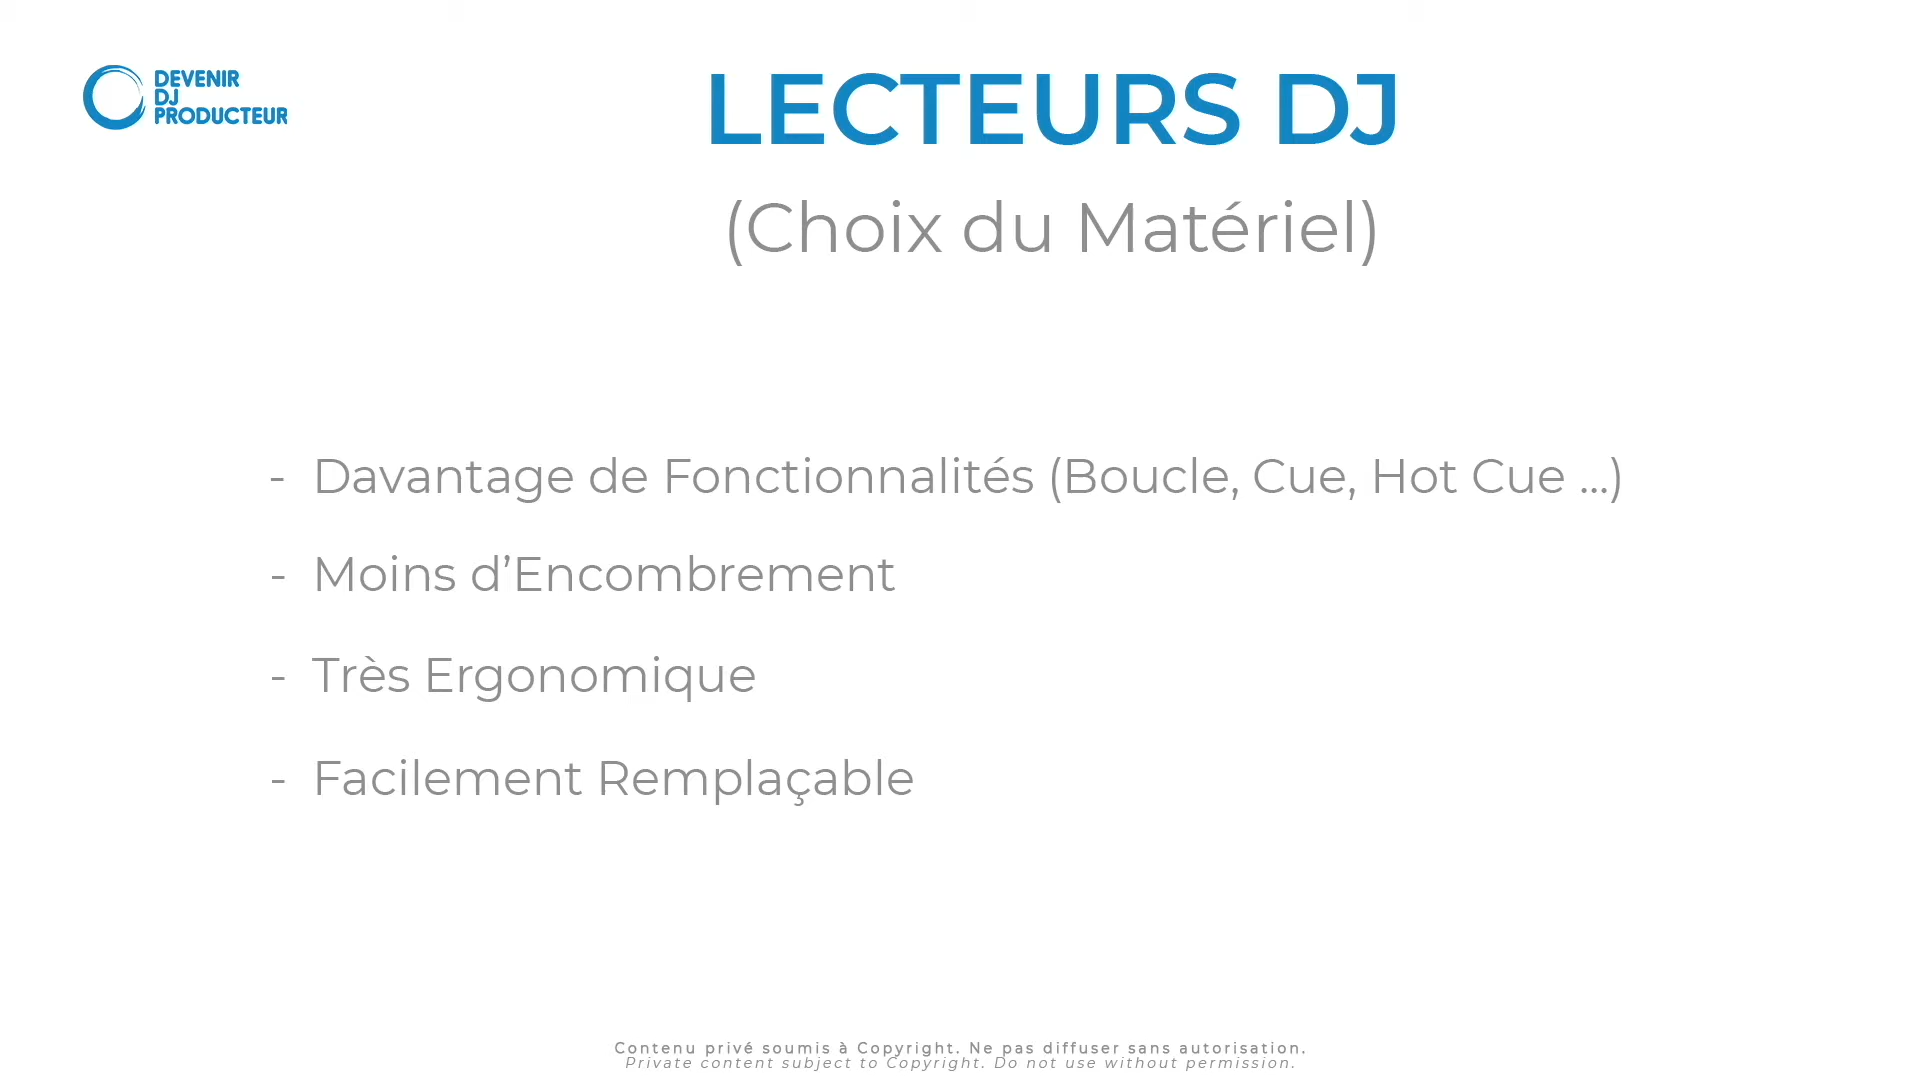 DEVENIR
DJ
PRODUCTEUR
LECTEURS DJ
(Choix du Matériel)
- Davantage de Fonctionnalités (Boucle, Cue, Hot Cue ...)
- Moins d’Encombrement
- Très Ergonomique
- Facilement Remplaçable
Contenu privé soumis à Copyright. Ne pas diffuser sans autorisation.
Private content subject to Copyright. Do not use without permission.